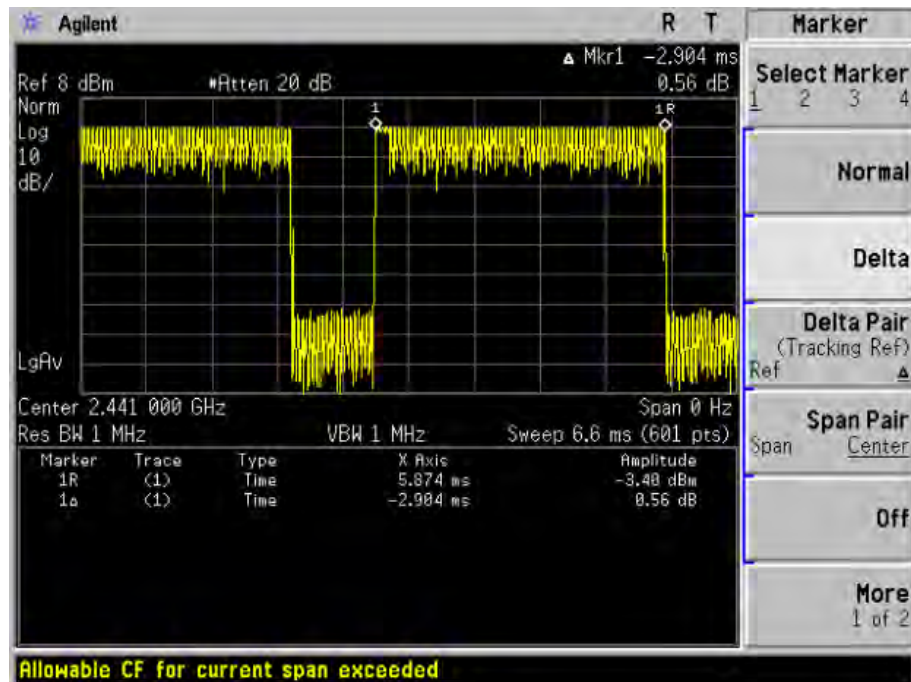 Agilent R T Marker
Δ Mkr1 -2.904 ms
Ref 8 dBm #Atten 20 dB 0.56 dB
Norm
Log
10
dB/
1
1R
LgAv
Center 2.441 000 GHz Span 0 Hz
Res BW 1 MHz VBW 1 MHz Sweep 6.6 ms (601 pts)
Marker Trace Type X Axis Amplitude
1R (1) Time 5.874 ms -3.40 dBm
1Δ (1) Time -2.904 ms 0.56 dB
Select Marker
1 2 3 4
Normal
Delta
Delta Pair
(Tracking Ref)
Ref Δ
Span Pair
Span Center
Off
More
1 of 2
Allowable CF for current span exceeded